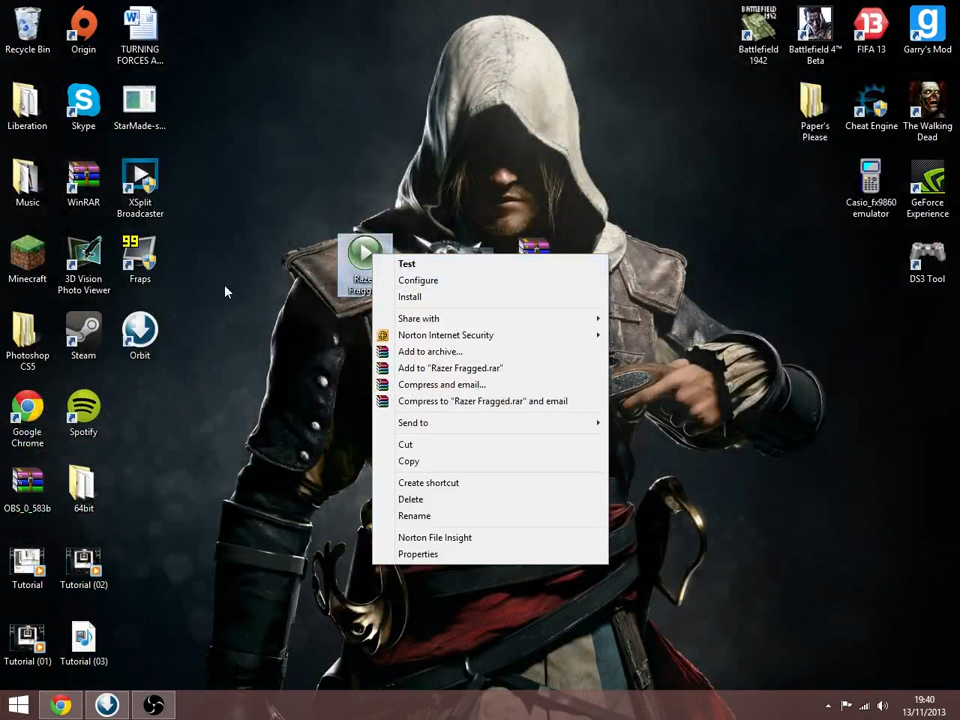 Recycle Bin
Origin
TURNING
FORCES A...
Liberation
Skype
StarMade-s...
Music
WinRAR
XSplit
Broadcaster
99
Minecraft
3D Vision
Photo Viewer
Fraps
Photoshop
CS5
Steam
Orbit
Google
Chrome
Spotify
OBS_0_583b
64bit
Tutorial
Tutorial (02)
Tutorial (01)
Tutorial (03)
BATTLEFIELD
1942
Battlefield
1942
Battlefield 4™
Beta
13
FIFA 13
g
Garry's Mod
Paper's
Please
Cheat Engine
The Walking
Dead
Casio_fx9860
emulator
GeForce
Experience
DS3 Tool
Test
Configure
Install
Share with
Norton Internet Security
Add to archive...
Add to "Razer Fragged.rar"
Compress and email...
Compress to "Razer Fragged.rar" and email
Send to
Cut
Copy
Create shortcut
Delete
Rename
Norton File Insight
Properties
19:40
13/11/2013